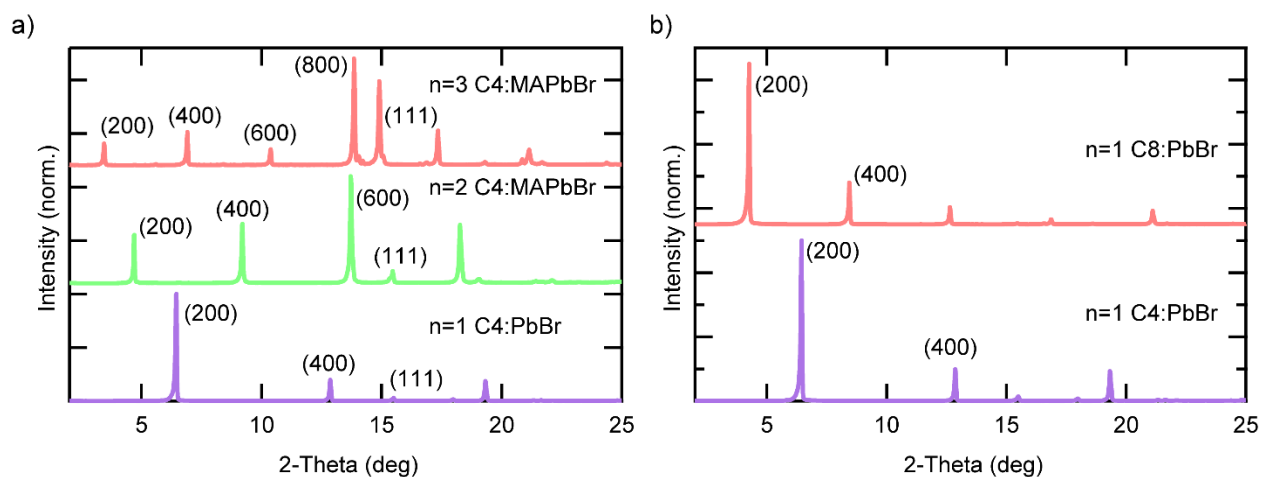 a)
Intensity (norm.)
(200)
(400)
(600)
(800)
(111)
n=3 C4:MAPbBr
(200)
(400)
(600)
(111)
n=2 C4:MAPbBr
(200)
(400)
(111)
n=1 C4:PbBr
5
10
15
20
25
2-Theta (deg)
b)
Intensity (norm.)
(200)
(400)
n=1 C8:PbBr
(200)
(400)
n=1 C4:PbBr
5
10
15
20
25
2-Theta (deg)